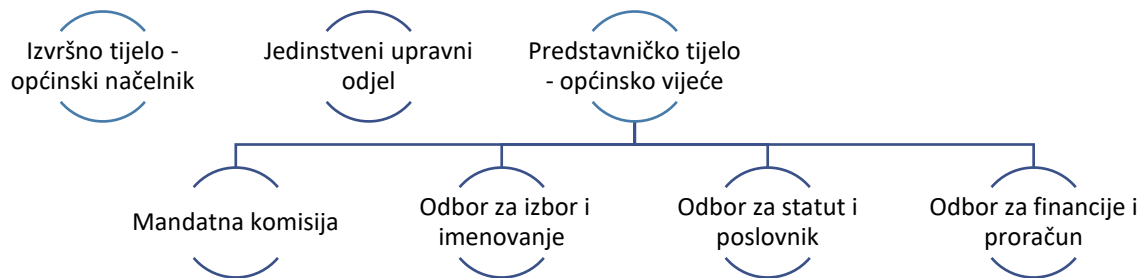 Izvršno tijelo -
općinski načelnik
Jedinstveni upravni
odjel
Predstavničko tijelo
- općinsko vijeće
Mandatna komisija
Odbor za izbor i
imenovanje
Odbor za statut i
poslovnik
Odbor za financije i
proračun